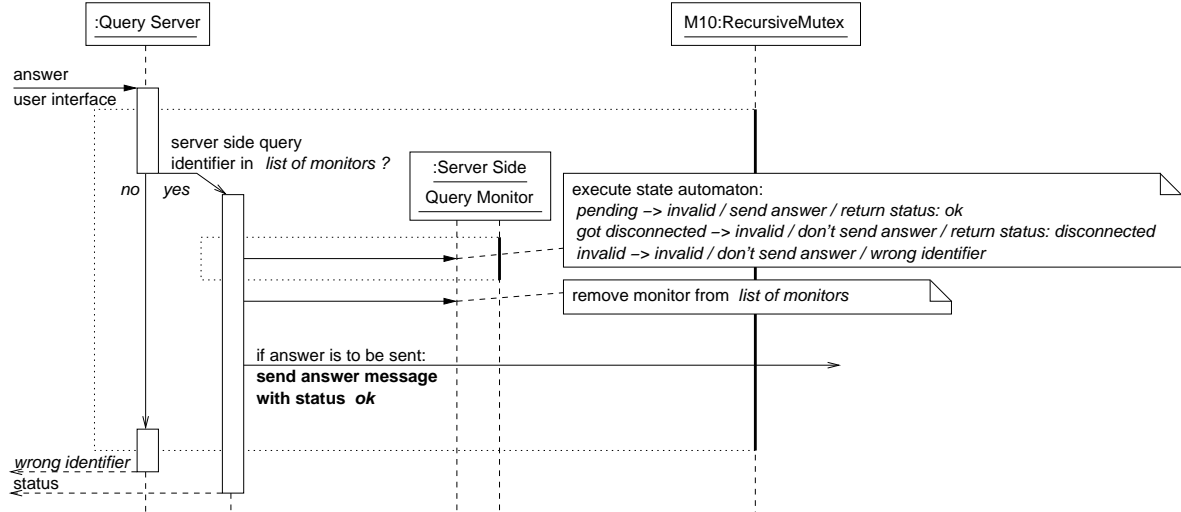 :Query Server
M10:RecursiveMutex
answer
user interface
server side query
identifier in list of monitors ?
no yes
:Server Side
Query Monitor
execute state automaton:
pending −> invalid / send answer / return status: ok
got disconnected −> invalid / don't send answer / return status: disconnected
invalid −> invalid / don't send answer / wrong identifier
remove monitor from list of monitors
if answer is to be sent:
send answer message
with status ok
wrong identifier
status